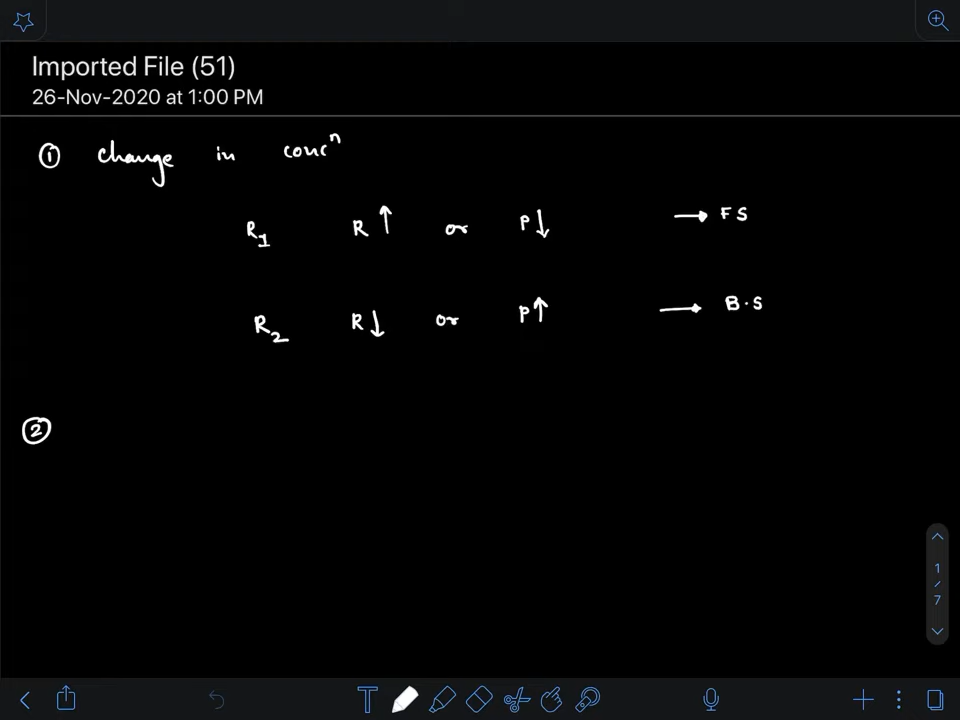 Imported File (51)
26-Nov-2020 at 1:00 PM
① change in concⁿ
R₁ R ↑ or P ↓ → FS
R₂ R ↓ or P ↑ → B.S
②
1
/
7
T